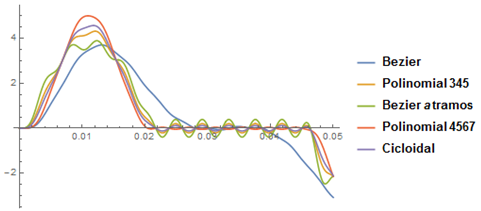 4
2
-2
0.01
0.02
0.03
0.04
0.05
Bezier
Polinomial 345
Bezier a tramos
Polinomial 4567
Cicloidal